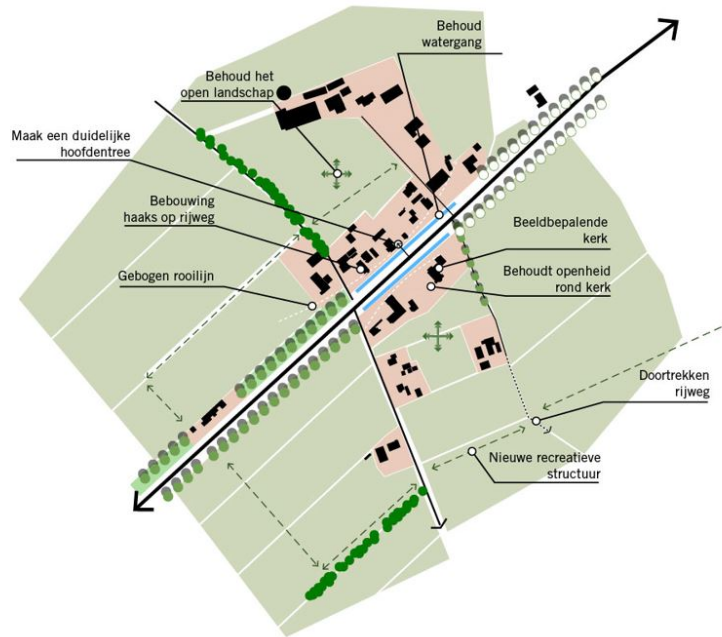 Behoud
watergang
Behoud het
open landschap
Maak een duidelijke
hoofdentree
Bebouwing
haaks op rijweg
Gebogen rooilijn
Beeldbepalende
kerk
Behoudt openheid
rond kerk
Doortrekken
rijweg
Nieuwe recreatieve
structuur